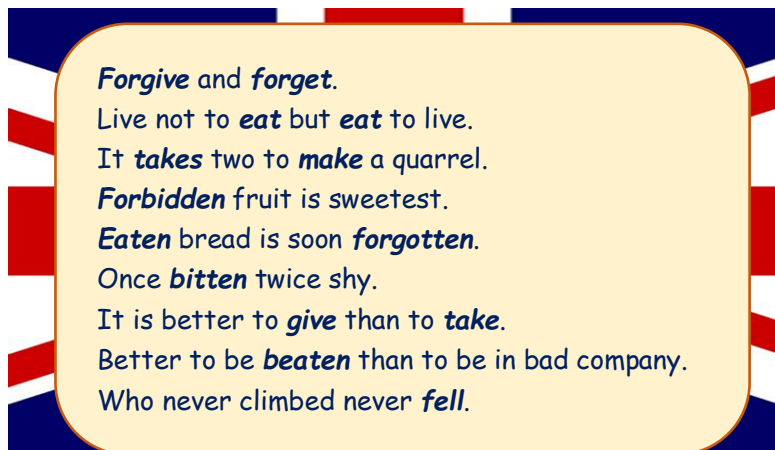 Forgive and forget.
Live not to eat but eat to live.
It takes two to make a quarrel.
Forbidden fruit is sweetest.
Eaten bread is soon forgotten.
Once bitten twice shy.
It is better to give than to take.
Better to be beaten than to be in bad company.
Who never climbed never fell.